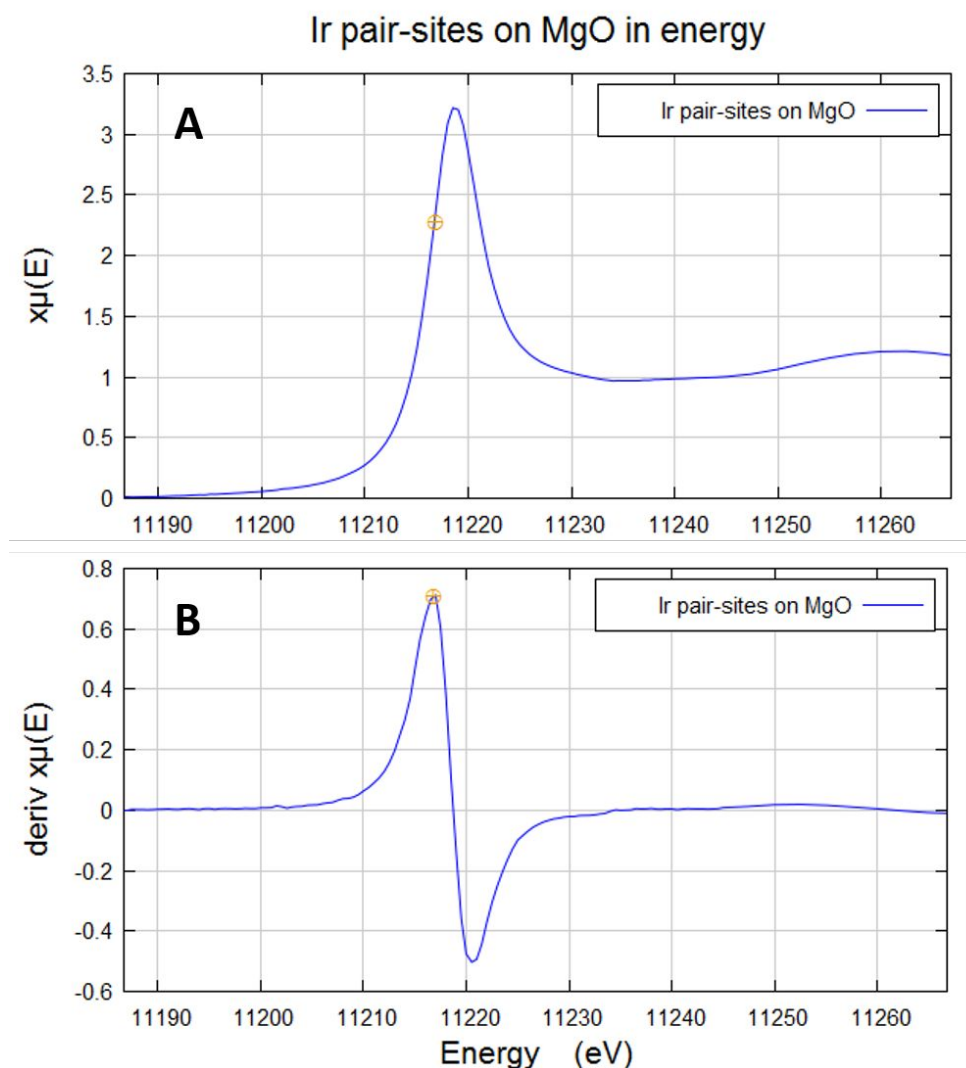 Ir pair-sites on MgO in energy
3.5
A
Ir pair-sites on MgO
3
2.5
2
1.5
1
0.5
0
xµ(E)
11190 11200 11210 11220 11230 11240 11250 11260
0.8
B
Ir pair-sites on MgO
0.6
0.4
0.2
0
-0.2
-0.4
-0.6
deriv xµ(E)
11190 11200 11210 11220 11230 11240 11250 11260
Energy (eV)